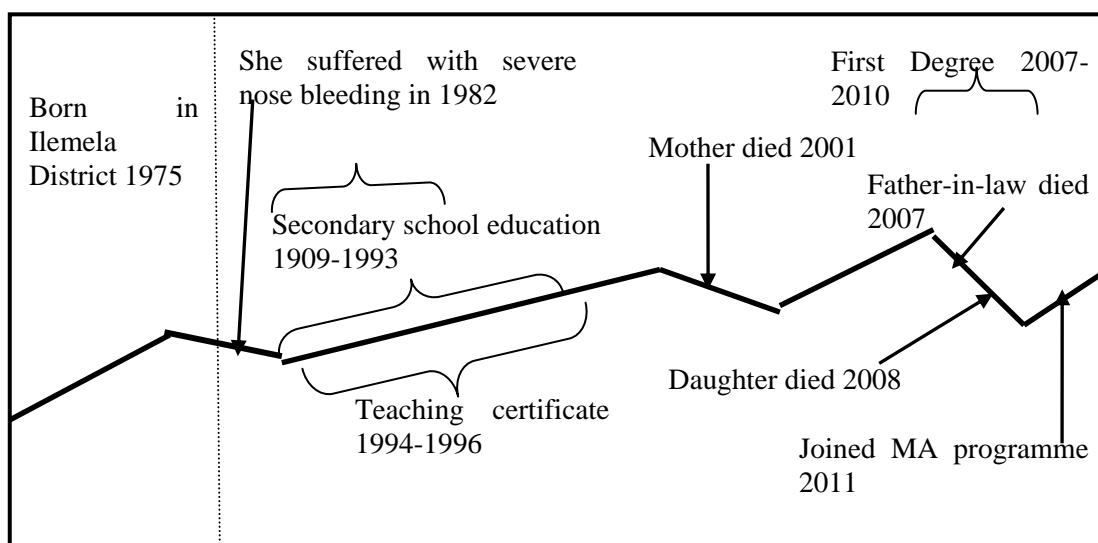 Born in
Ilemela
District 1975
She suffered with severe
nose bleeding in 1982
Secondary school education
1909-1993
Teaching certificate
1994-1996
Mother died 2001
First Degree 2007-
2010
Father-in-law died
2007
Daughter died 2008
Joined MA programme
2011